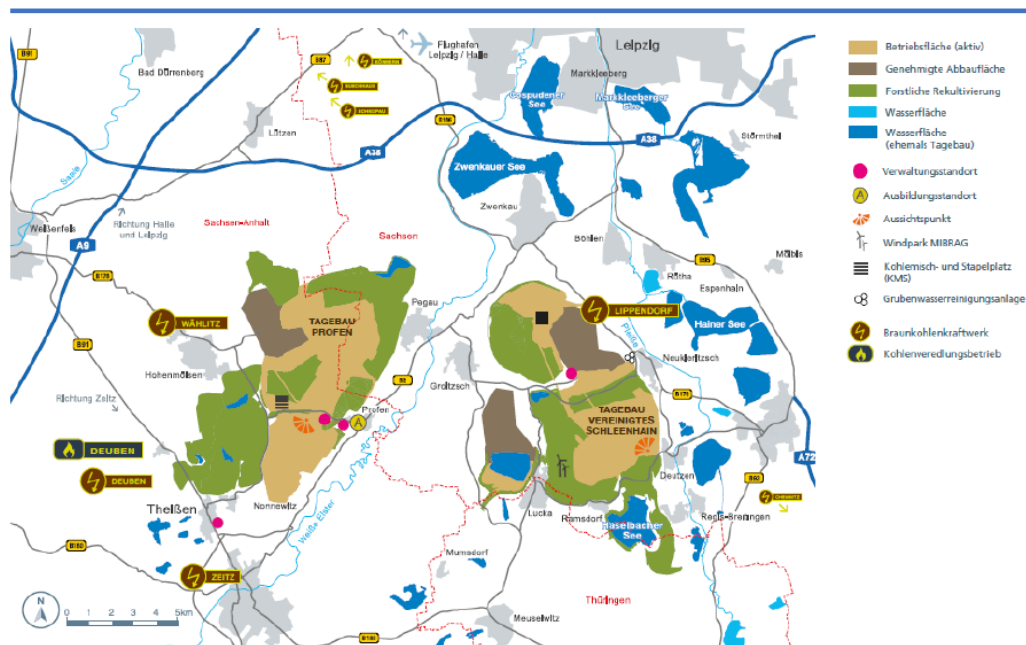 B91
Bad Dürrenberg
B87
Flughafen
Leipzig / Halle
Leipzig
Markkleeberg
Cospudener
See
Markkleeberger
See
SCHKOPAU
B186
A38
A38
Störmthal
Lützen
Saale
Zwenkauer See
Zwenkau
Richtung Halle
und Leipzig
Sachsen-Anhalt
Sachsen
Weißenfels
A9
Böhlen
B95
Mölbis
Rötha
Espenhain
B176
Pegau
WÄHLITZ
TAGEBAU
PROFEN
LIPPENDORF
Pleiße
Hainer See
B91
Hohenmölsen
B2
Groitzsch
Neukieritzsch
Richtung Zeitz
Profen
A
B176
TAGEBAU
VEREINIGTES
SCHLEENHAIN
DEUBEN
DEUBEN
A72
Deutzen
CHEMNITZ
Theißen
Nonnewitz
Weiße Elster
Lucka
Ramsdorf
Haselbacher
See
Regis-Breitingen
B180
Mumsdorf
ZEITZ
Thüringen
N
0 1 2 3 4 5km
Meuselwitz
B180
Betriebsfläche (aktiv)
Genehmigte Abbaufläche
Forstliche Rekultivierung
Wasserfläche
Wasserfläche
(ehemals Tagebau)
Verwaltungsstandort
A Ausbildungsstandort
Aussichtspunkt
Windpark MIBRAG
Kohlemisch- und Stapelplatz
(KMS)
Grubenwasserreinigungsanlage
Braunkohlenkraftwerk
Kohlenveredlungsbetrieb